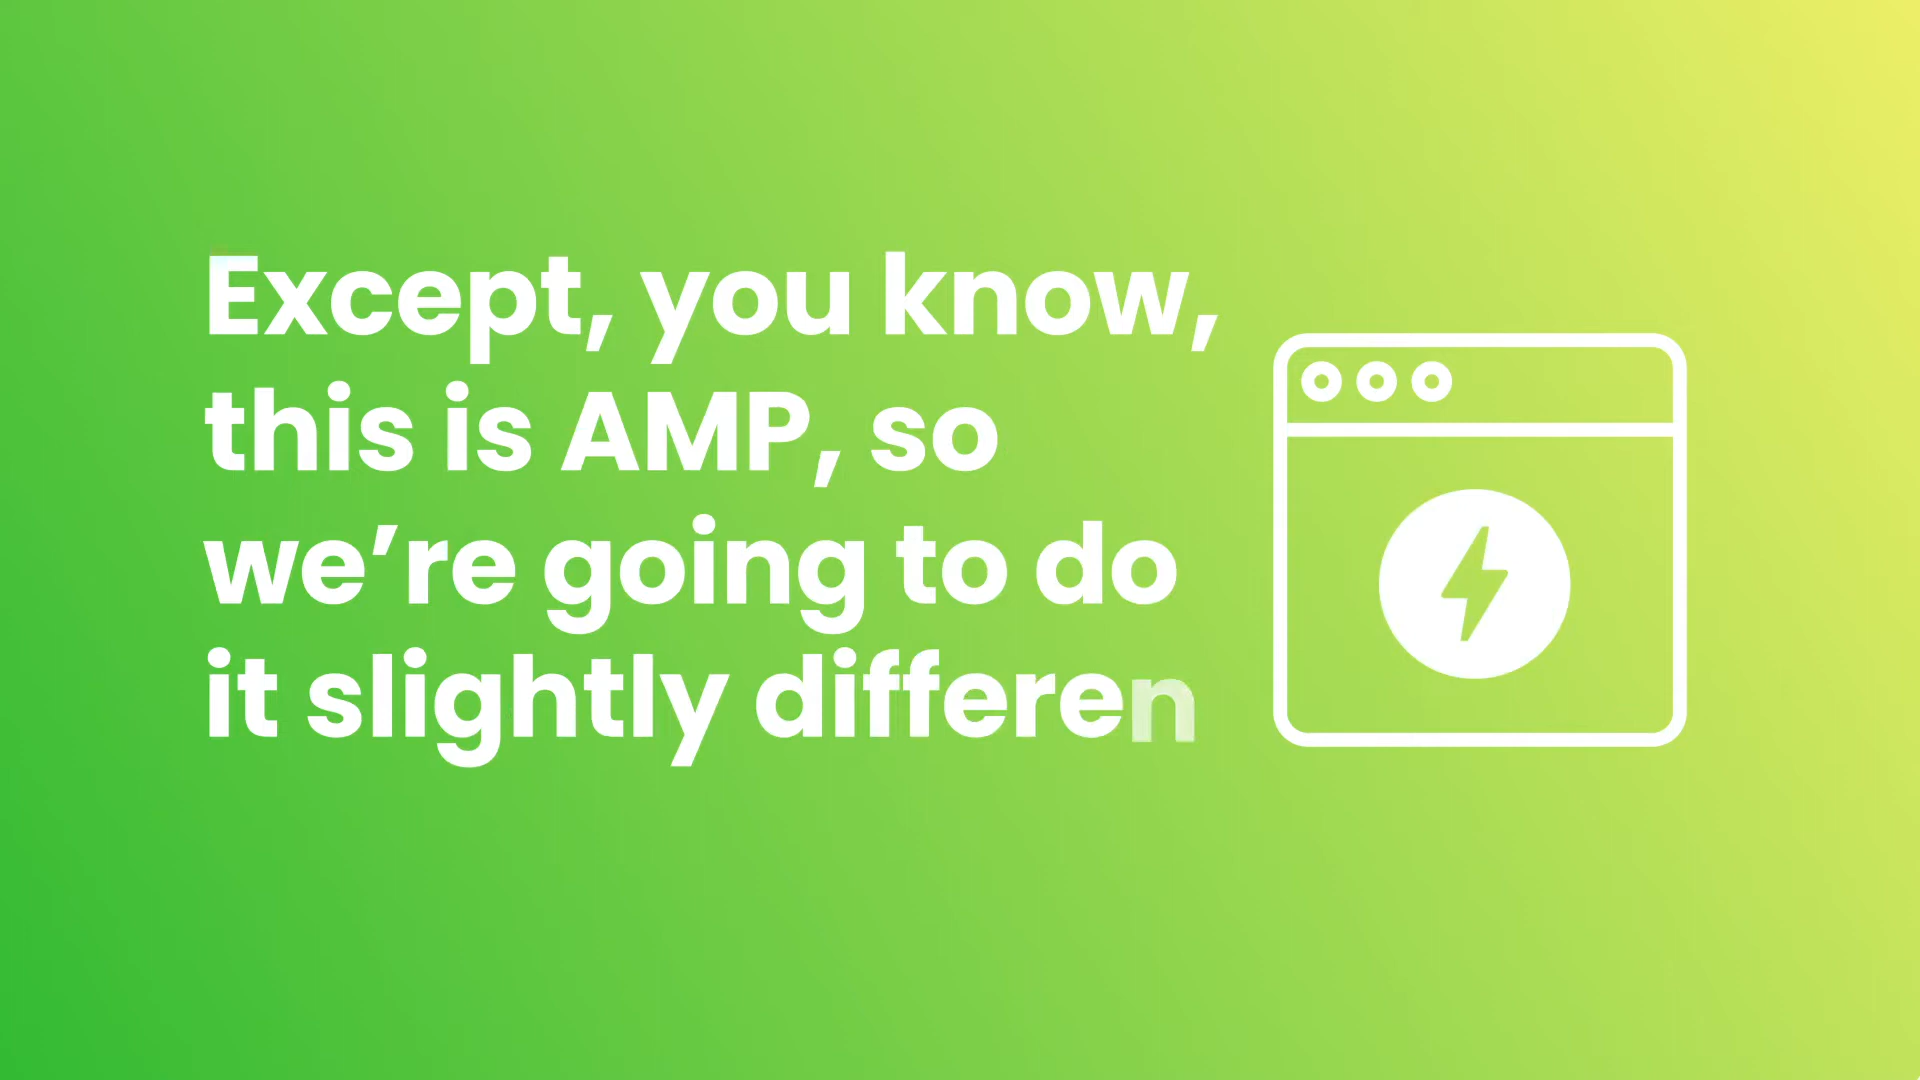 Except, you know,
this is AMP, so
we’re going to do
it slightly differen